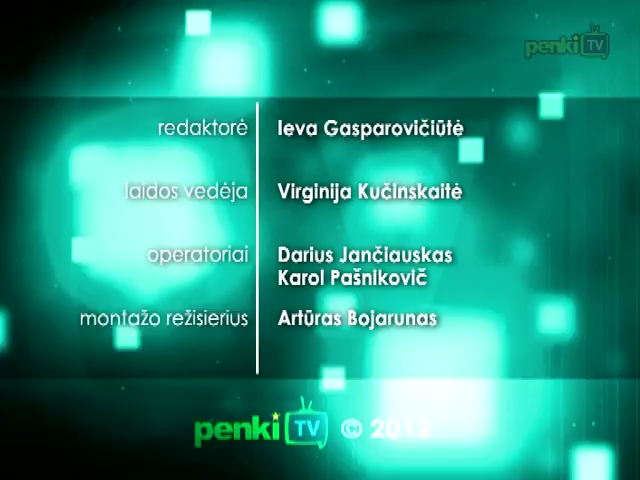 penki TV
redaktorė Ieva Gasparovičiūtė
laidos vedėja Virginija Kučinskaitė
operatoriai Darius Jančiauskas
Karol Pašnikovič
montažo režisierius Artūras Bojarunas
penki TV © 2012